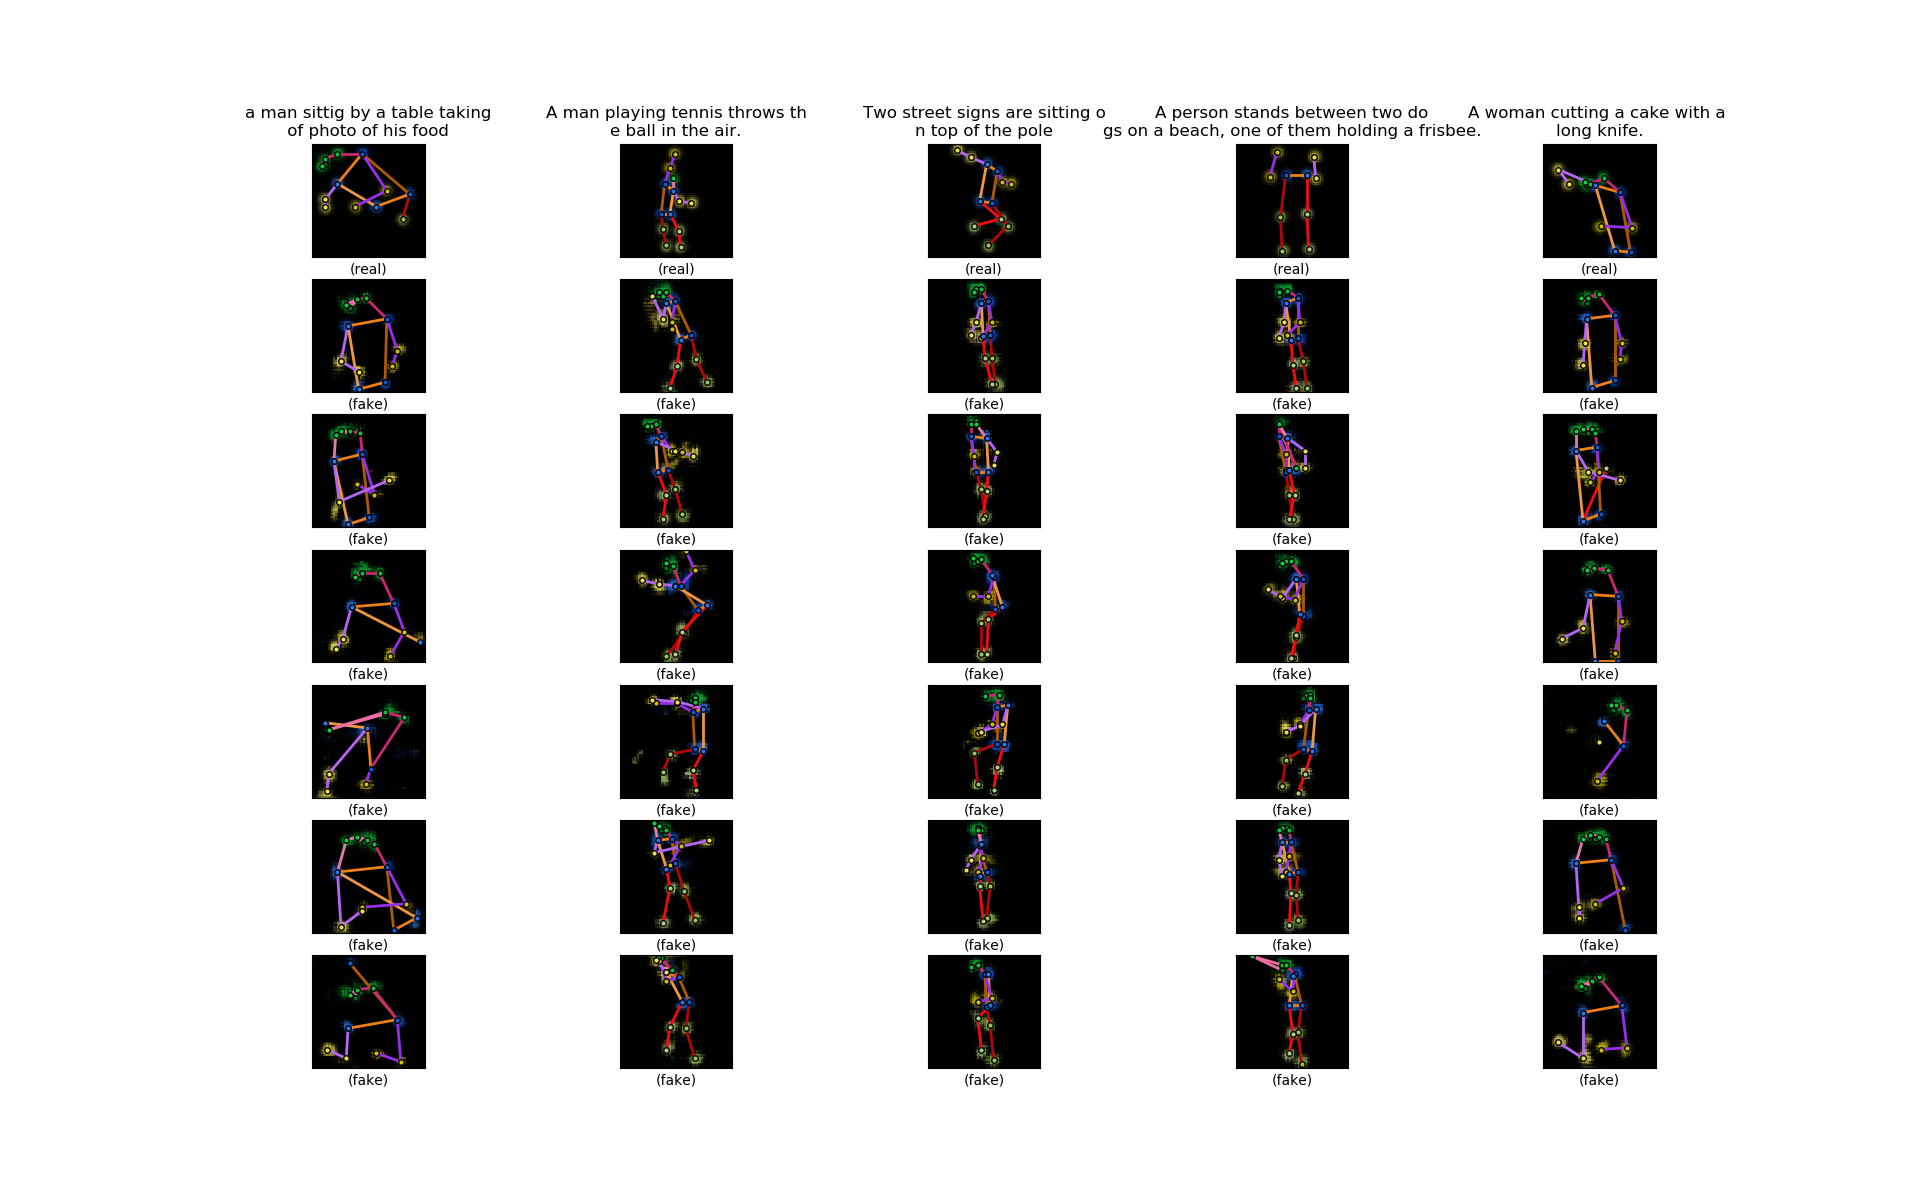 a man sittig by a table taking
of photo of his food
A man playing tennis throws th
e ball in the air.
Two street signs are sitting o
n top of the pole
A person stands between two do
gs on a beach, one of them holding a frisbee.
A woman cutting a cake with a
long knife.
(real) (real) (real) (real) (real)
(fake) (fake) (fake) (fake) (fake)
(fake) (fake) (fake) (fake) (fake)
(fake) (fake) (fake) (fake) (fake)
(fake) (fake) (fake) (fake) (fake)
(fake) (fake) (fake) (fake) (fake)
(fake) (fake) (fake) (fake) (fake)